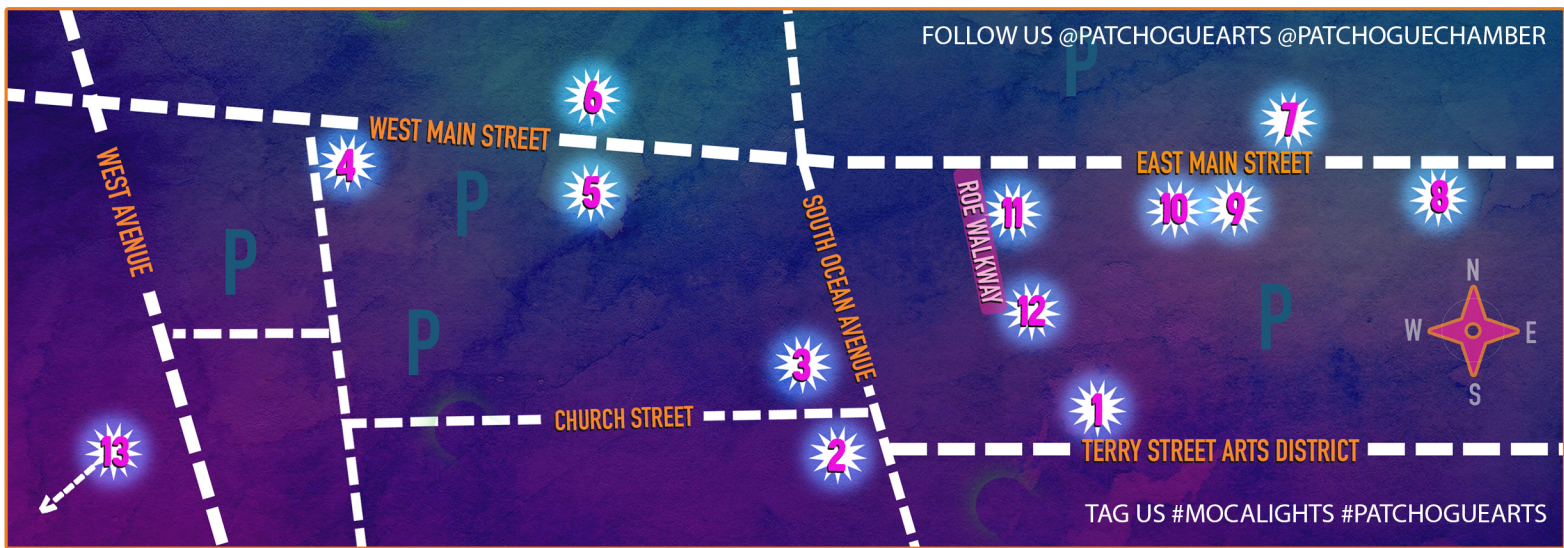 FOLLOW US @PATCHOGUEARTS @PATCHOGUECHAMBER
P
6
7
WEST MAIN STREET
EAST MAIN STREET
4
5
P
WEST AVENUE
SOUTH OCEAN AVENUE
ROE WALKWAY
11
10
9
8
P
N
W
E
S
12
P
P
3
1
CHURCH STREET
2
TERRY STREET ARTS DISTRICT
13
TAG US #MOCALIGHTS #PATCHOGUEARTS